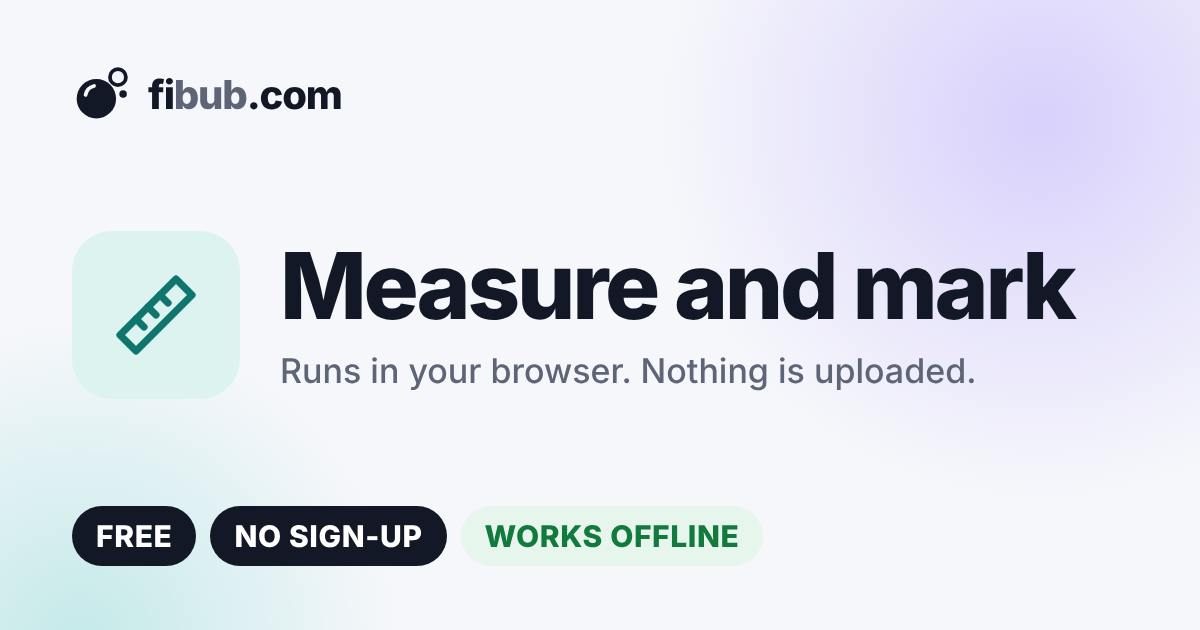 fibub.com
Measure and mark
Runs in your browser. Nothing is uploaded.
FREE NO SIGN-UP WORKS OFFLINE